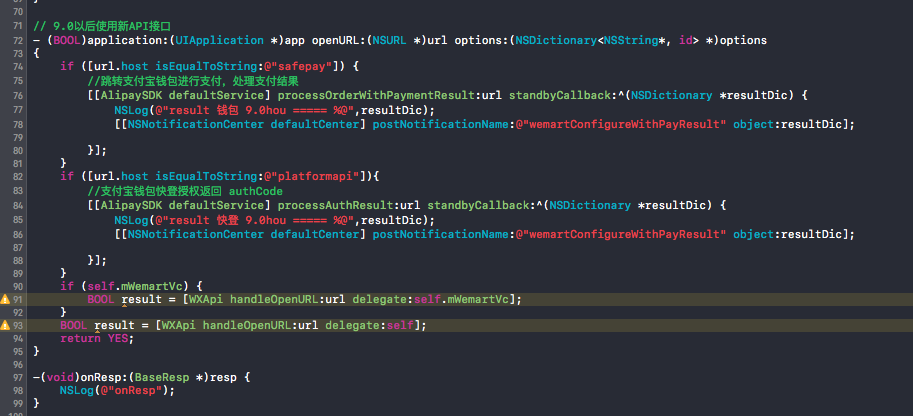 70
71 // 9.0以后使用新API接口
72 - (BOOL)application:(UIApplication *)app openURL:(NSURL *)url options:(NSDictionary<NSString*, id> *)options
73 {
74 if ([url.host isEqualToString:@"safepay"]) {
75 //跳转支付宝钱包进行支付，处理支付结果
76 [[AlipaySDK defaultService] processOrderWithPaymentResult:url standbyCallback:^(NSDictionary *resultDic) {
77 NSLog(@"result 钱包 9.0hou ===== %@",resultDic);
78 [[NSNotificationCenter defaultCenter] postNotificationName:@"wemartConfigureWithPayResult" object:resultDic];
79
80 }];
81 }
82 if ([url.host isEqualToString:@"platformapi"]){
83 //支付宝钱包快登授权返回 authCode
84 [[AlipaySDK defaultService] processAuthResult:url standbyCallback:^(NSDictionary *resultDic) {
85 NSLog(@"result 快登 9.0hou ===== %@",resultDic);
86 [[NSNotificationCenter defaultCenter] postNotificationName:@"wemartConfigureWithPayResult" object:resultDic];
87
88 }];
89 }
90 if (self.mWemartVc) {
91 BOOL result = [WXApi handleOpenURL:url delegate:self.mWemartVc];
92 }
93 BOOL result = [WXApi handleOpenURL:url delegate:self];
94 return YES;
95 }
96
97 -(void)onResp:(BaseResp *)resp {
98 NSLog(@"onResp");
99 }